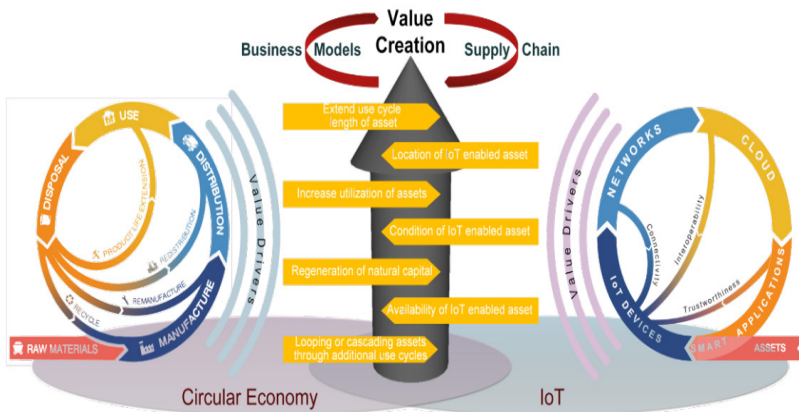 Value
Creation
Business Models
Supply Chain
USE
DISTRIBUTION
DISPOSAL
PRODUCT LIFE EXTENSION
REDISTRIBUTION
REMANUFACTURE
RECYCLE
MANUFACTURE
RAW MATERIALS
Value Drivers
Extend use cycle
length of asset
Location of IoT enabled asset
Increase utilization of assets
Condition of IoT enabled asset
Regeneration of natural capital
Availability of IoT enabled asset
Looping or cascading assets
through additional use cycles
Value Drivers
NETWORKS
CLOUD
Connectivity
Interoperability
Trustworthiness
IoT DEVICES
SMART APPLICATIONS
ASSETS
Circular Economy
IoT